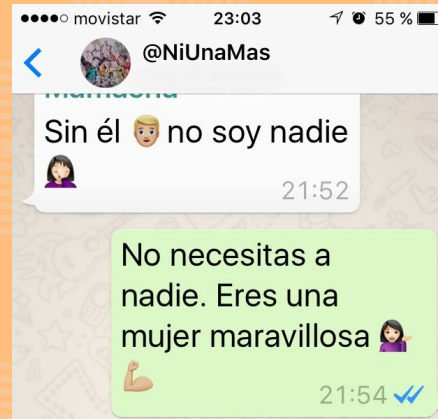 movistar 23:03 55 %
@NiUnaMas
Mamacha
Sin él 👨🏼 no soy nadie
🤦🏻‍♀️ 21:52
No necesitas a
nadie. Eres una
mujer maravillosa 💁🏻
💪🏼 21:54